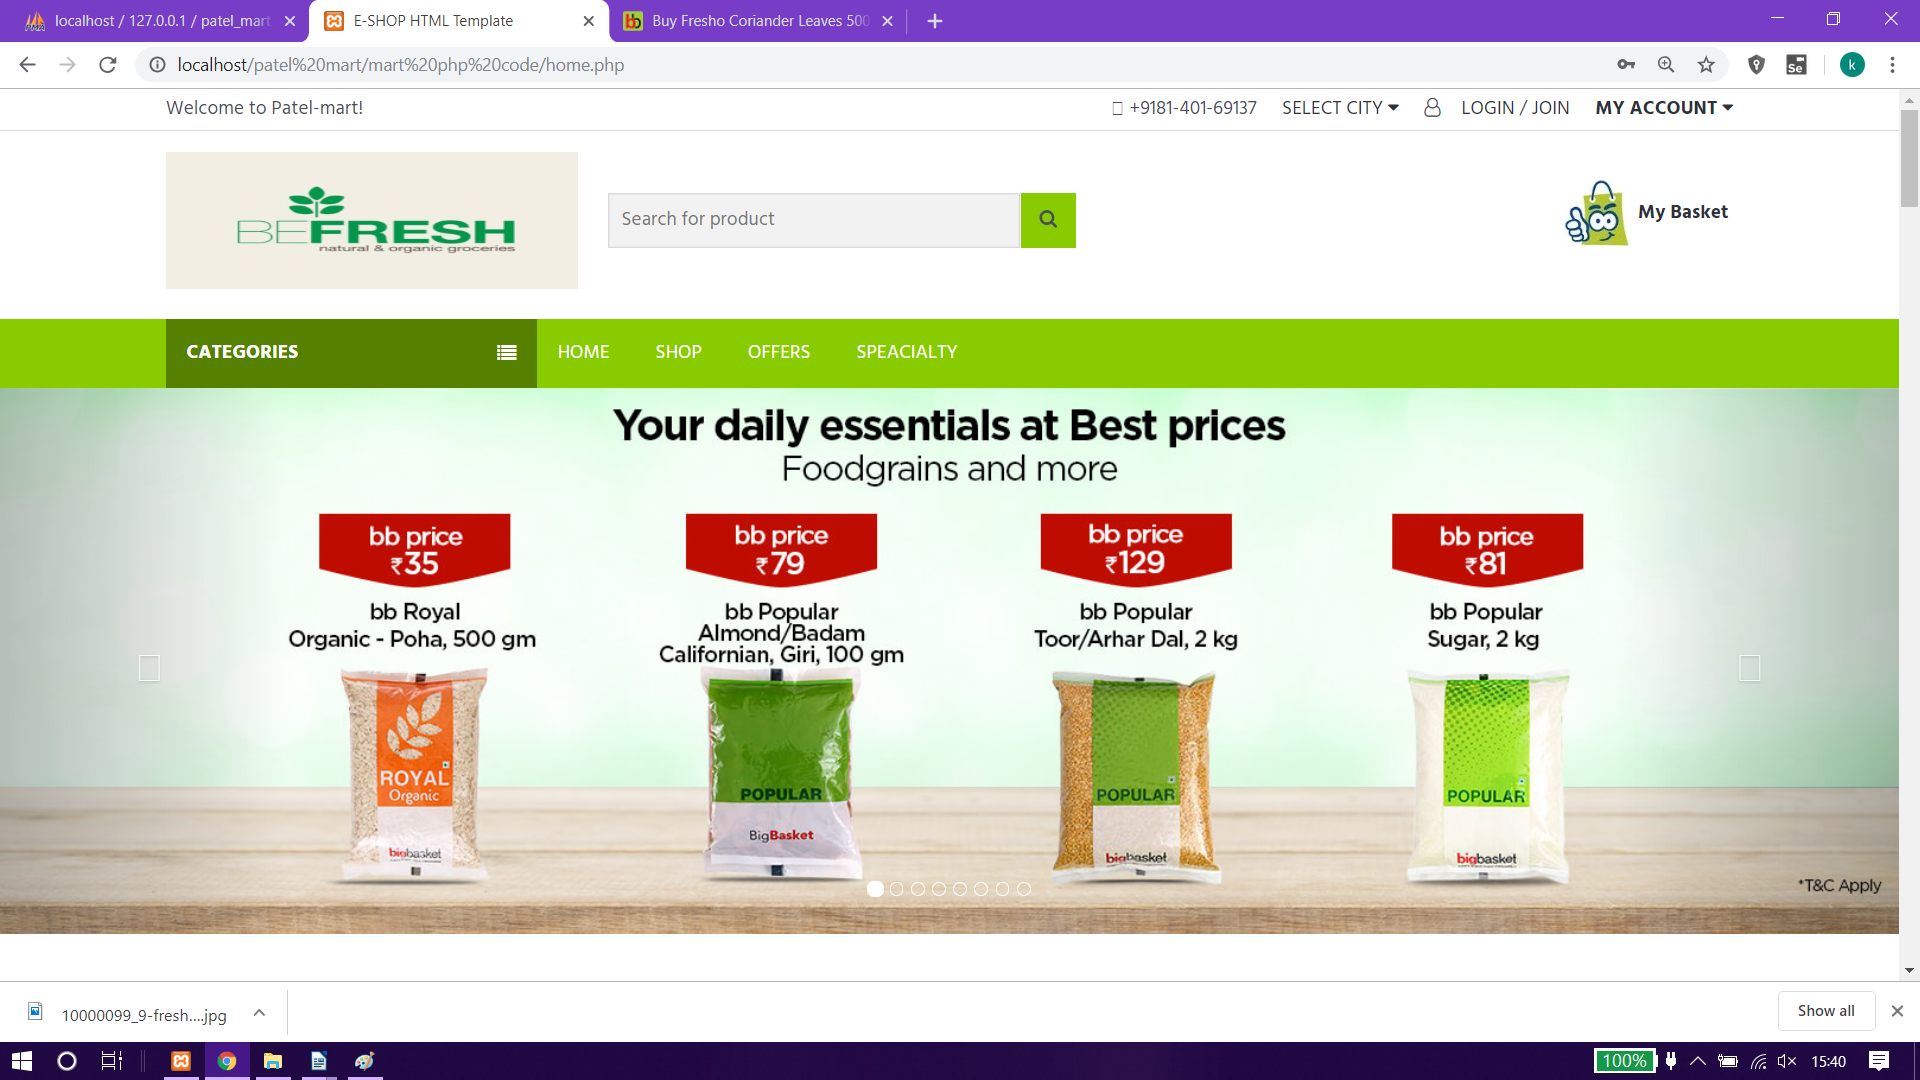 localhost / 127.0.0.1 / patel_mart
E-SHOP HTML Template
Buy Fresho Coriander Leaves 500
localhost/patel%20mart/mart%20php%20code/home.php
Se
k
Welcome to Patel-mart!
+9181-401-69137
SELECT CITY
LOGIN / JOIN
MY ACCOUNT
BEFRESH
natural & organic groceries
Search for product
My Basket
CATEGORIES
HOME
SHOP
OFFERS
SPEACIALTY
Your daily essentials at Best prices
Foodgrains and more
bb price
₹35
bb Royal
Organic - Poha, 500 gm
ROYAL
Organic
bigbasket
bb price
₹79
bb Popular
Almond/Badam
Californian, Giri, 100 gm
POPULAR
BigBasket
bb price
₹129
bb Popular
Toor/Arhar Dal, 2 kg
POPULAR
bigbasket
bb price
₹81
bb Popular
Sugar, 2 kg
POPULAR
bigbasket
*T&C Apply
10000099_9-fresh....jpg
Show all
100%
15:40